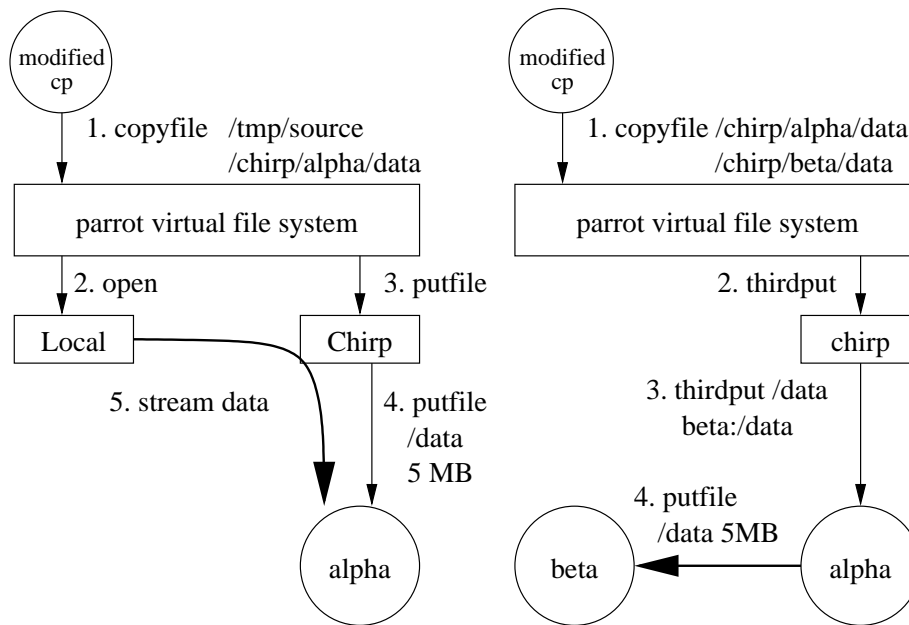 modified
cp
1. copyfile /tmp/source
/chirp/alpha/data
parrot virtual file system
2. open
3. putfile
Local
Chirp
5. stream data
4. putfile
/data
5 MB
alpha
modified
cp
1. copyfile /chirp/alpha/data
/chirp/beta/data
parrot virtual file system
2. thirdput
chirp
3. thirdput /data
beta:/data
4. putfile
/data 5MB
beta
alpha